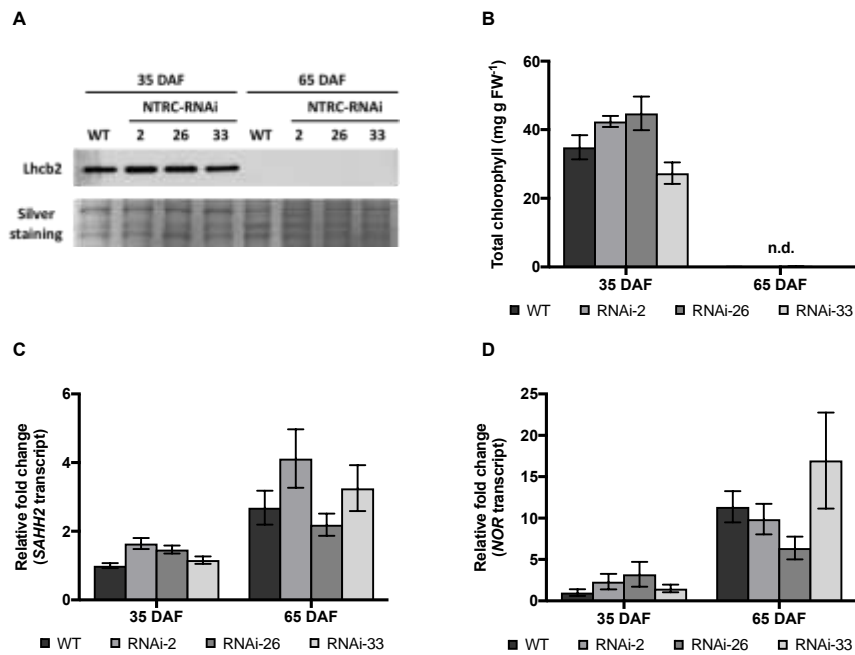 A
35 DAF 65 DAF
NTRC-RNAi NTRC-RNAi
WT 2 26 33 WT 2 26 33
Lhcb2
Silver
staining
B
Total chlorophyll (mg g FW-1)
60
40
20
0
n.d.
35 DAF 65 DAF
WT RNAi-2 RNAi-26 RNAi-33
C
Relative fold change
(SAHH2 transcript)
6
4
2
0
35 DAF 65 DAF
WT RNAi-2 RNAi-26 RNAi-33
D
Relative fold change
(NOR transcript)
25
20
15
10
5
0
35 DAF 65 DAF
WT RNAi-2 RNAi-26 RNAi-33